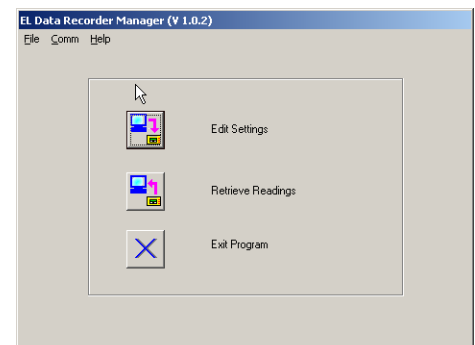 EL Data Recorder Manager (V 1.0.2)
File Comm Help
Edit Settings
Retrieve Readings
Exit Program